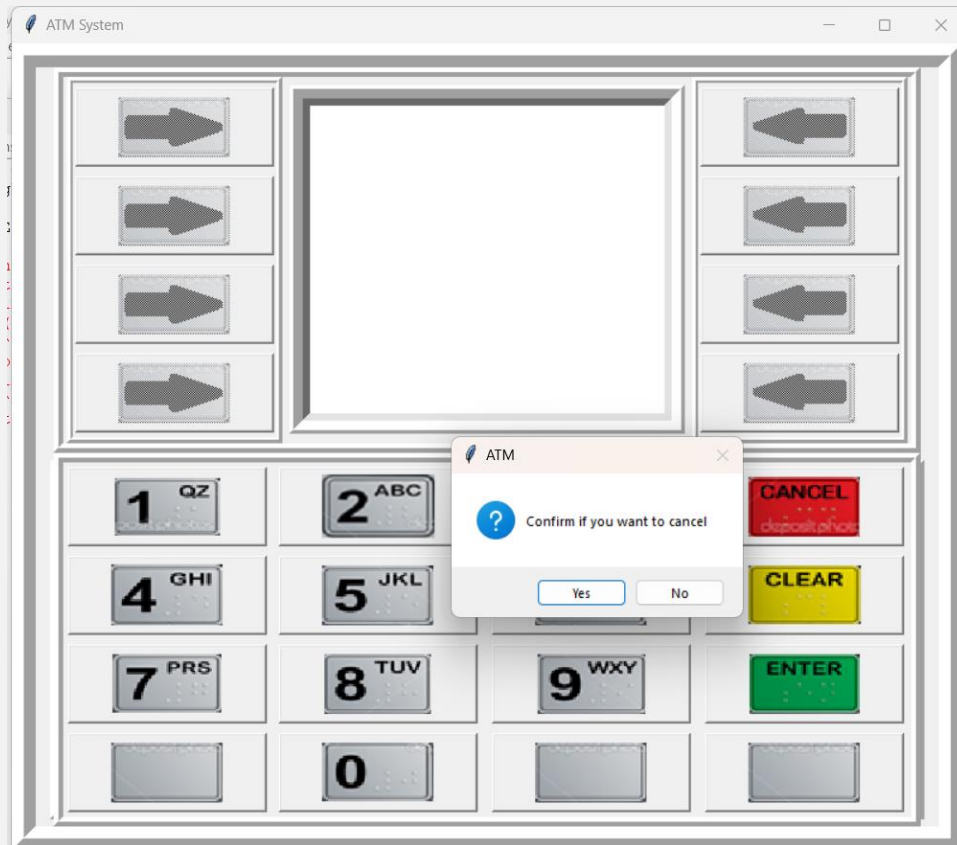 ATM System
ATM
Confirm if you want to cancel
Yes
No
1 QZ
2 ABC
CANCEL
depositphoto
4 GHI
5 JKL
CLEAR
7 PRS
8 TUV
9 WXY
ENTER
0